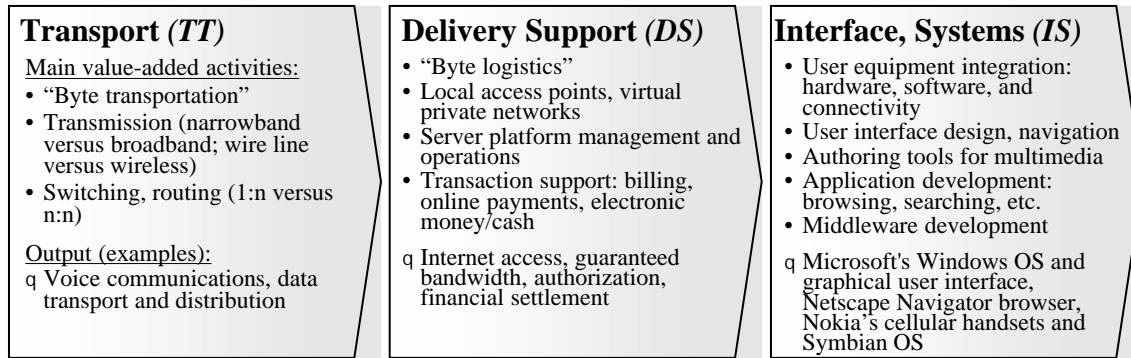 Transport (TT)
Main value-added activities:
• “Byte transportation”
• Transmission (narrowband
versus broadband; wire line
versus wireless)
• Switching, routing (1:n versus
n:n)
Output (examples):
q Voice communications, data
transport and distribution
Delivery Support (DS)
• “Byte logistics”
• Local access points, virtual
private networks
• Server platform management and
operations
• Transaction support: billing,
online payments, electronic
money/cash
q Internet access, guaranteed
bandwidth, authorization,
financial settlement
Interface, Systems (IS)
• User equipment integration:
hardware, software, and
connectivity
• User interface design, navigation
• Authoring tools for multimedia
• Application development:
browsing, searching, etc.
• Middleware development
q Microsoft's Windows OS and
graphical user interface,
Netscape Navigator browser,
Nokia’s cellular handsets and
Symbian OS